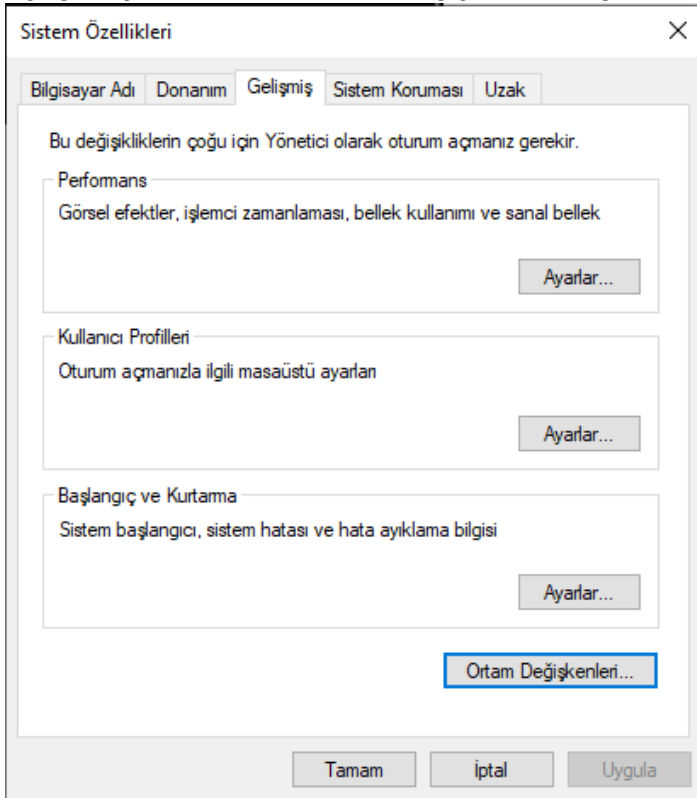 Sistem Özellikleri
Bilgisayar Adı Donanım Gelişmiş Sistem Koruması Uzak
Bu değişikliklerin çoğu için Yönetici olarak oturum açmanız gerekir.
Performans
Görsel efektler, işlemci zamanlaması, bellek kullanımı ve sanal bellek
Ayarlar...
Kullanıcı Profilleri
Oturum açmanızla ilgili masaüstü ayarları
Ayarlar...
Başlangıç ve Kurtarma
Sistem başlangıcı, sistem hatası ve hata ayıklama bilgisi
Ayarlar...
Ortam Değişkenleri...
Tamam İptal Uygula